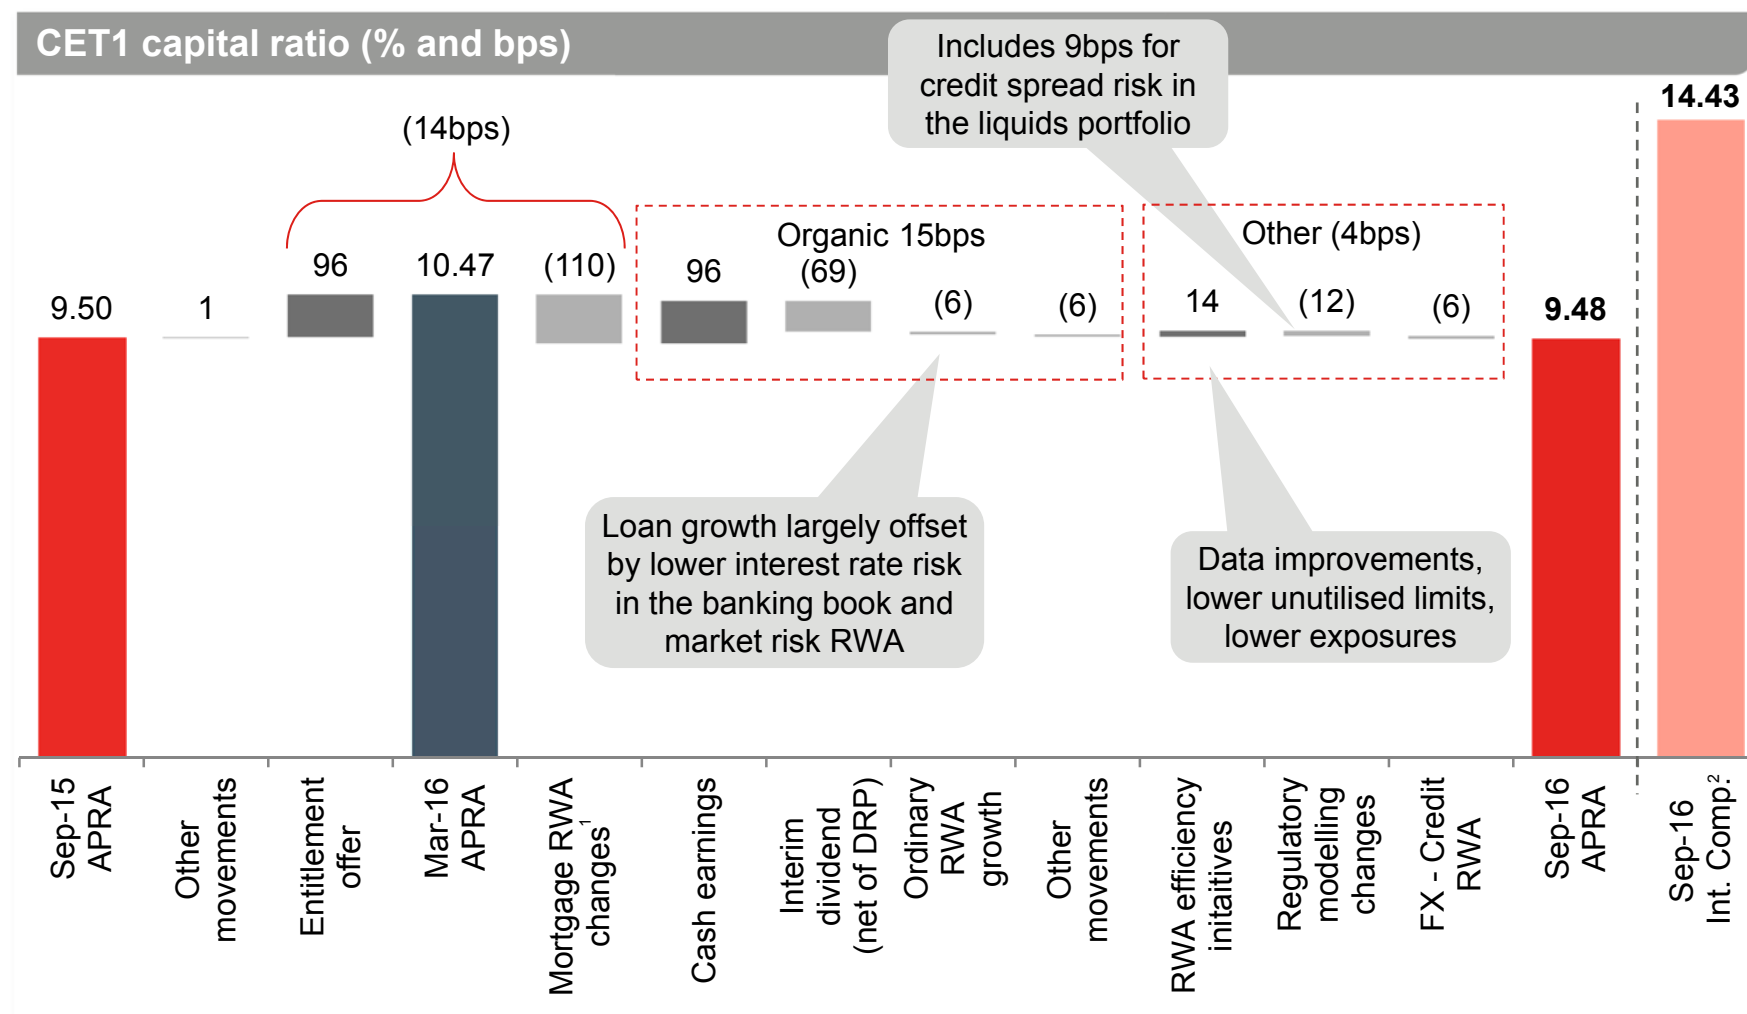 CET1 capital ratio (% and bps)
Includes 9bps for
credit spread risk in
the liquids portfolio
14.43
(14bps)
Organic 15bps
Other (4bps)
9.50
1
96
10.47
(110)
96
(69)
(6)
(6)
14
(12)
(6)
9.48
Loan growth largely offset
by lower interest rate risk
in the banking book and
market risk RWA
Data improvements,
lower unutilised limits,
lower exposures
Sep-15
APRA
Other
movements
Entitlement
offer
Mar-16
APRA
Mortgage RWA
changes¹
Cash earnings
Interim
dividend
(net of DRP)
Ordinary
RWA
growth
Other
movements
RWA efficiency
initaitives
Regulatory
modelling
changes
FX - Credit
RWA
Sep-16
APRA
Sep-16
Int. Comp.²